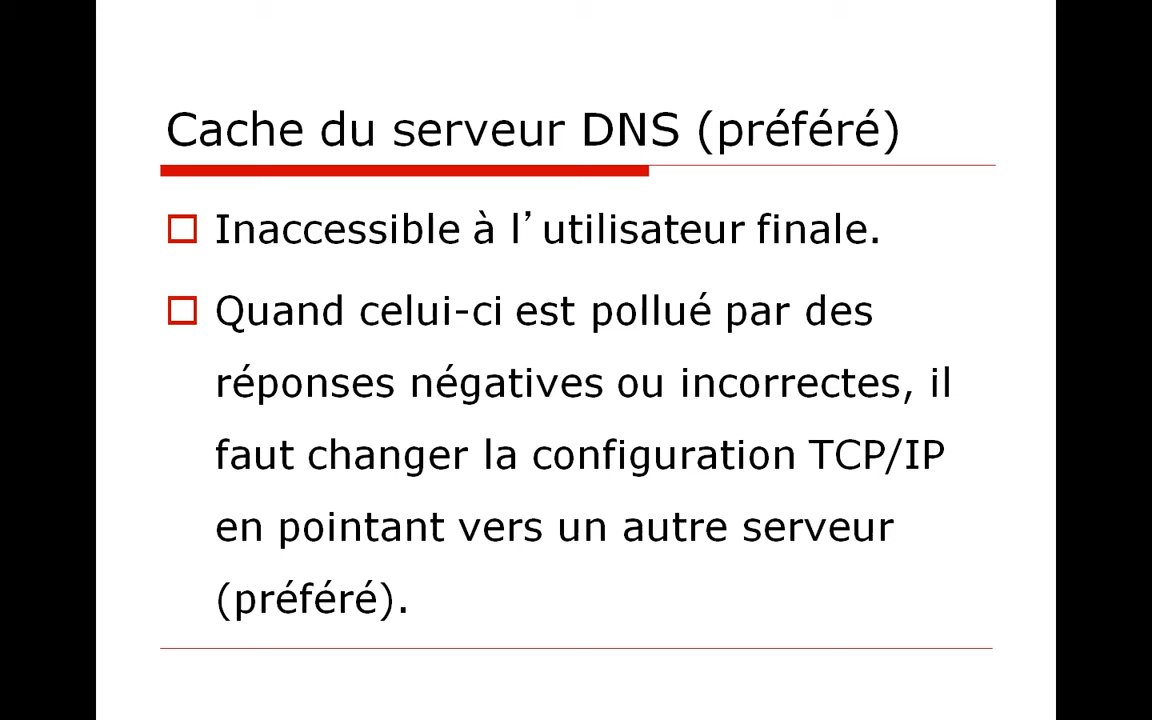 Cache du serveur DNS (préféré)
Inaccessible à l’utilisateur finale.
Quand celui-ci est pollué par des
réponses négatives ou incorrectes, il
faut changer la configuration TCP/IP
en pointant vers un autre serveur
(préféré).